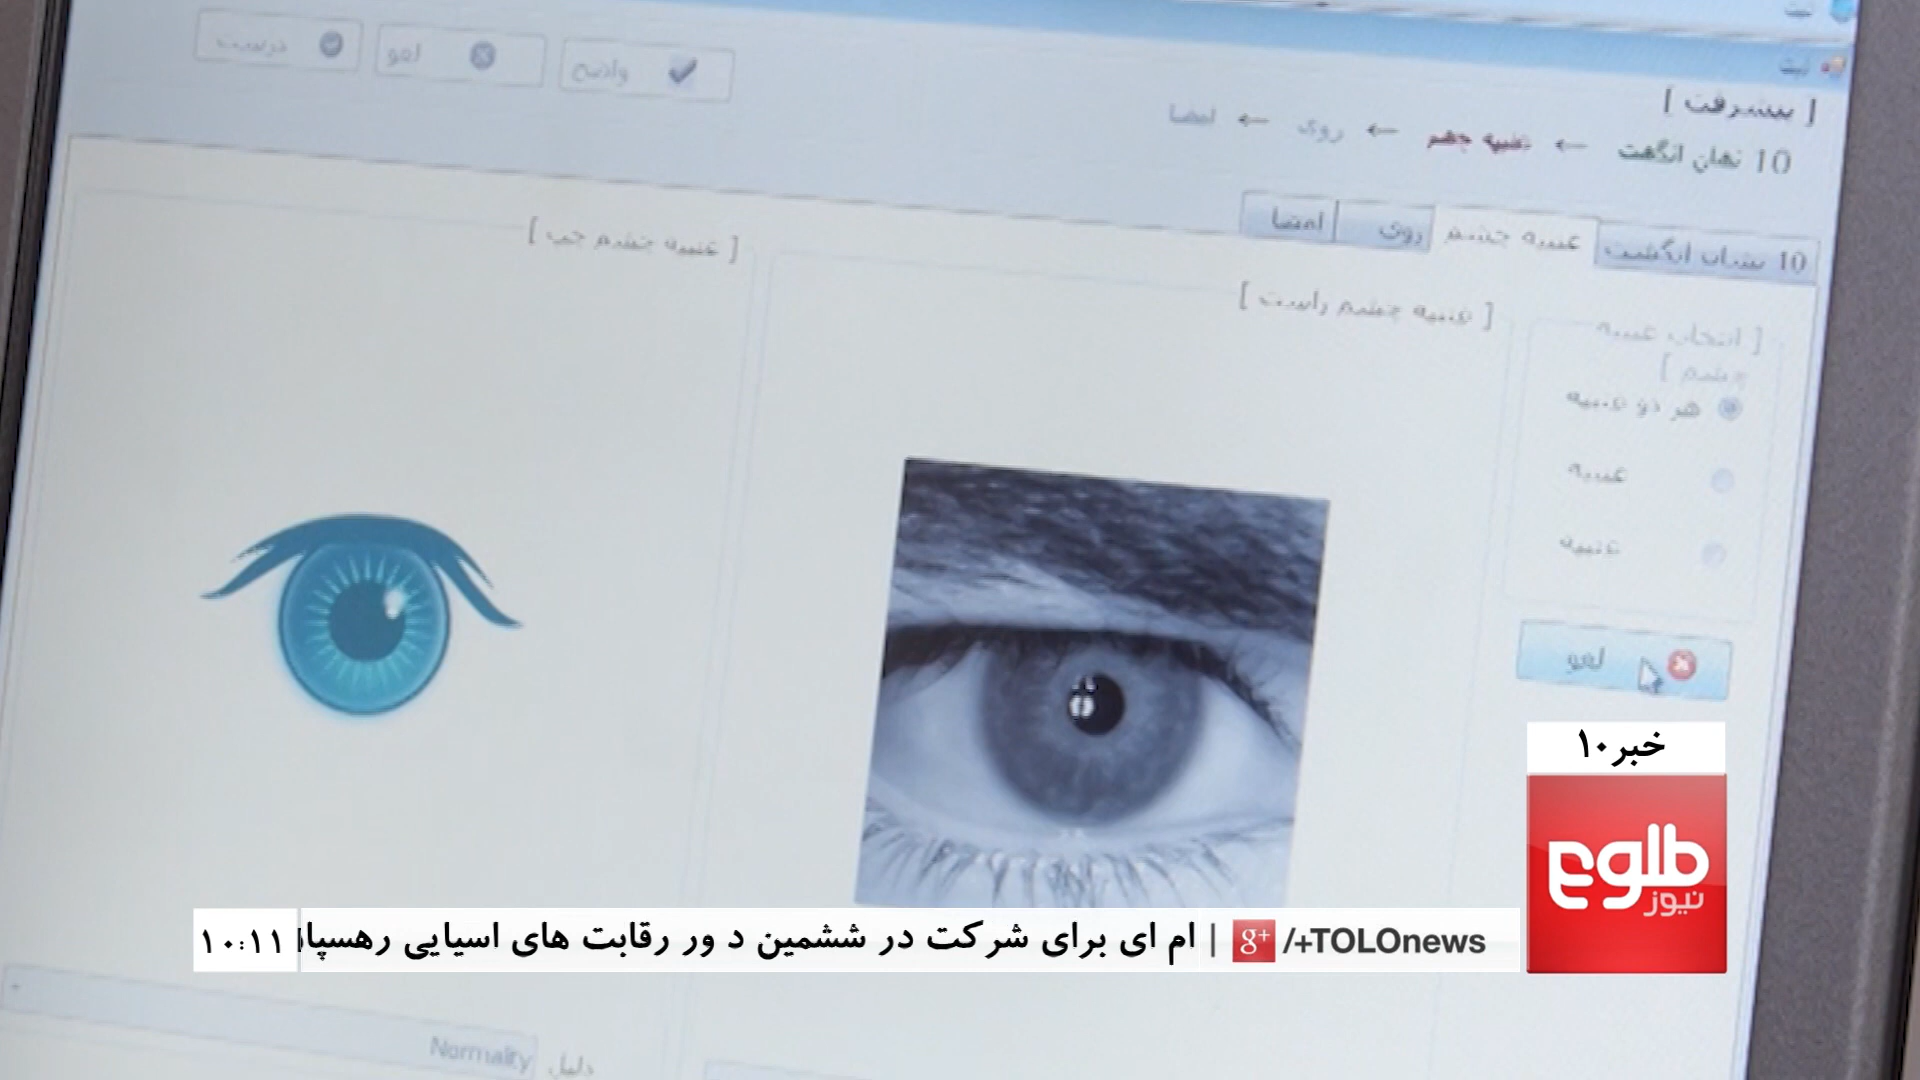 درست
لغو
واضح
[ پیشرفت ]
10 نشان انگشت ← عنبیه چشم ← روی ← امضا
10 نشان انگشت
عنبیه چشم
روی
امضا
[ انتخاب عنبیه چشم ]
هر دو عنبیه
عنبیه
عنبیه
لغو
[ عنبیه چشم راست ]
[ عنبیه چشم چپ ]
خبر۱۰
طلوع
نیوز
g+ /+TOLOnews | ام ای برای شرکت در ششمین د ور رقابت های اسیایی رهسپار
۱۰:۱۱
دلیل
Normality